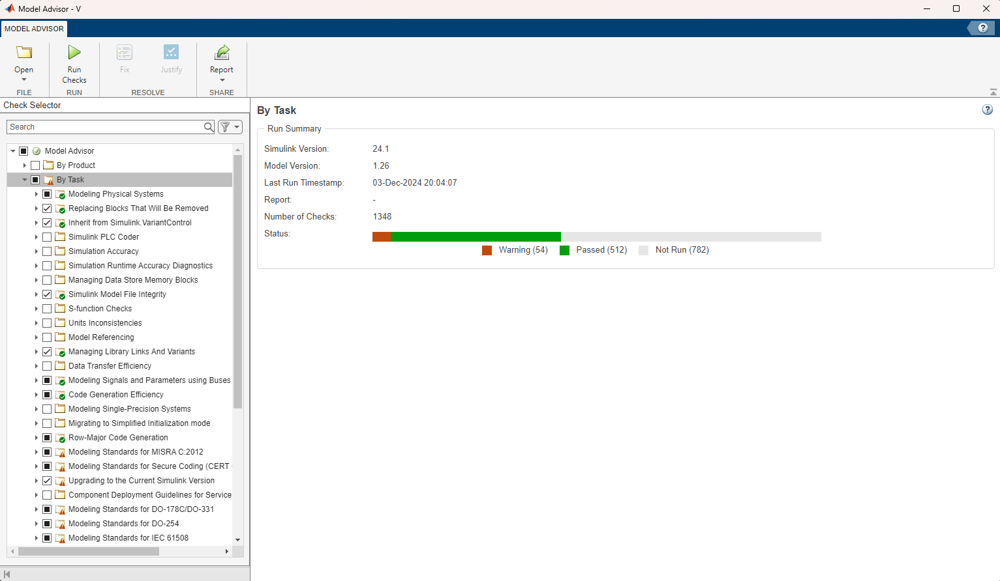 Model Advisor - V
MODEL ADVISOR
?
Open
Run
Checks
Fix
Justify
Report
FILE
RUN
RESOLVE
SHARE
Check Selector
Search
Model Advisor
By Product
By Task
Modeling Physical Systems
Replacing Blocks That Will Be Removed
Inherit from Simulink.VariantControl
Simulink PLC Coder
Simulation Accuracy
Simulation Runtime Accuracy Diagnostics
Managing Data Store Memory Blocks
Simulink Model File Integrity
S-function Checks
Units Inconsistencies
Model Referencing
Managing Library Links And Variants
Data Transfer Efficiency
Modeling Signals and Parameters using Buses
Code Generation Efficiency
Modeling Single-Precision Systems
Migrating to Simplified Initialization mode
Row-Major Code Generation
Modeling Standards for MISRA C:2012
Modeling Standards for Secure Coding (CERT
Upgrading to the Current Simulink Version
Component Deployment Guidelines for Service
Modeling Standards for DO-178C/DO-331
Modeling Standards for DO-254
Modeling Standards for IEC 61508
By Task
?
Run Summary
Simulink Version: 24.1
Model Version: 1.26
Last Run Timestamp: 03-Dec-2024 20:04:07
Report: -
Number of Checks: 1348
Status:
Warning (54) Passed (512) Not Run (782)